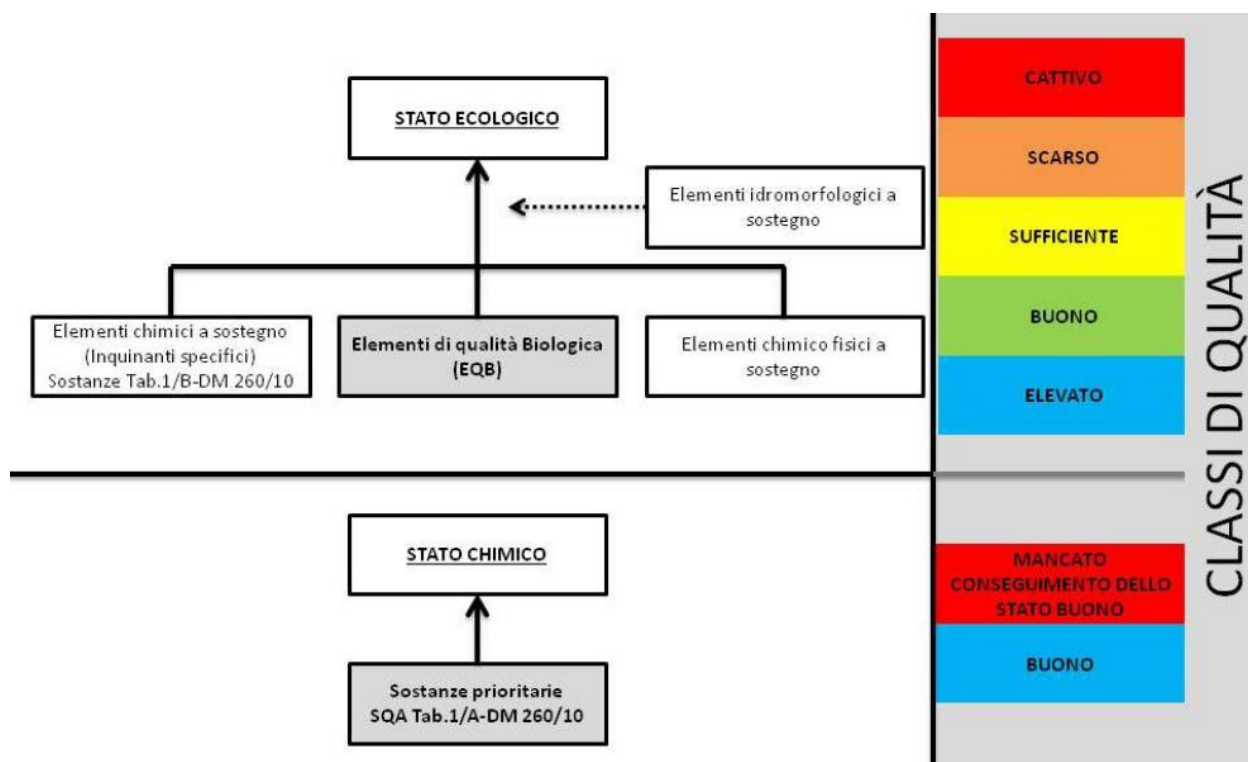 STATO ECOLOGICO
Elementi idromorfologici a
sostegno
Elementi chimici a sostegno
(Inquinanti specifici)
Sostanze Tab.1/B-DM 260/10
Elementi di qualità Biologica
(EQB)
Elementi chimico fisici a
sostegno
STATO CHIMICO
Sostanze prioritarie
SQA Tab.1/A-DM 260/10
CATTIVO
SCARSO
SUFFICIENTE
BUONO
ELEVATO
MANCATO
CONSEGUIMENTO DELLO
STATO BUONO
BUONO
CLASSI DI QUALITÀ